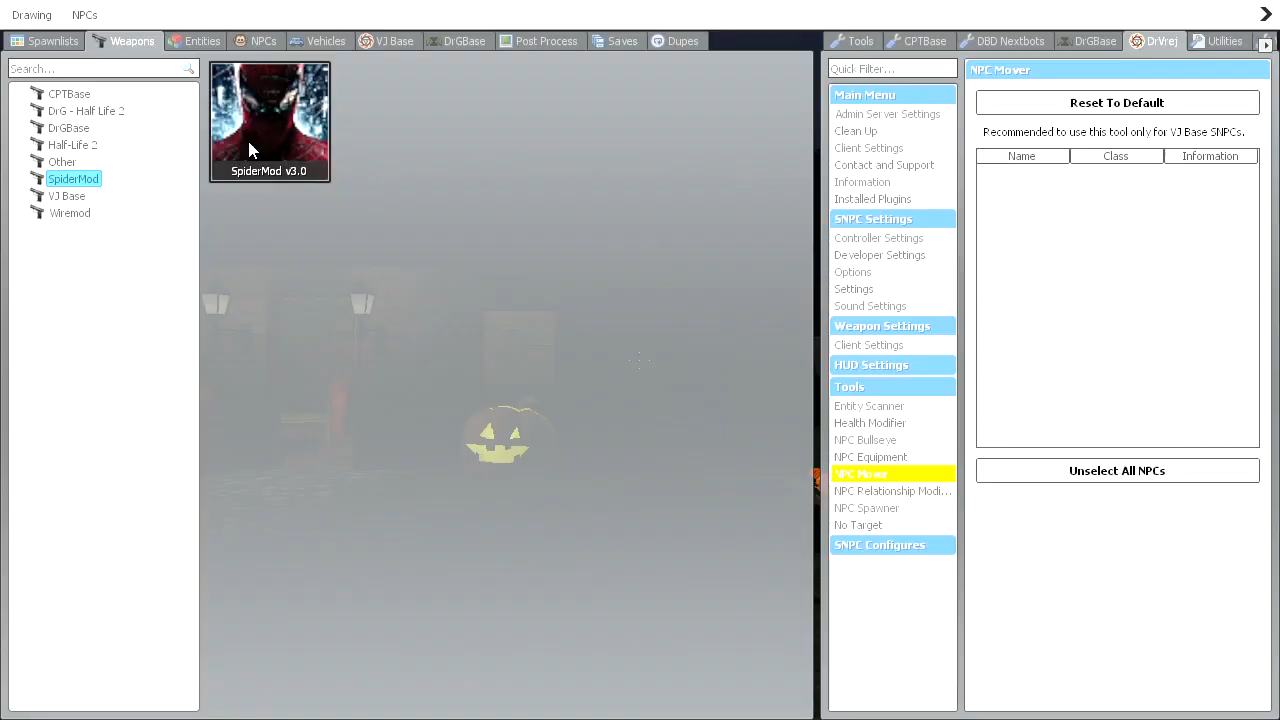 Drawing NPCs
Spawnlists Weapons Entities NPCs Vehicles VJ Base DrGBase Post Process Saves Dupes
Tools CPTBase DBD Nextbots DrGBase DrVrej Utilities
Search...
CPTBase
DrG - Half Life 2
DrGBase
Half-Life 2
Other
SpiderMod
VJ Base
Wiremod
SpiderMod v3.0
Quick Filter...
Main Menu
Admin Server Settings
Clean Up
Client Settings
Contact and Support
Information
Installed Plugins
SNPC Settings
Controller Settings
Developer Settings
Options
Settings
Sound Settings
Weapon Settings
Client Settings
HUD Settings
Tools
Entity Scanner
Health Modifier
NPC Bullseye
NPC Equipment
NPC Mover
NPC Relationship Modi...
NPC Spawner
No Target
SNPC Configures
NPC Mover
Reset To Default
Recommended to use this tool only for VJ Base SNPCs.
Name Class Information
Unselect All NPCs